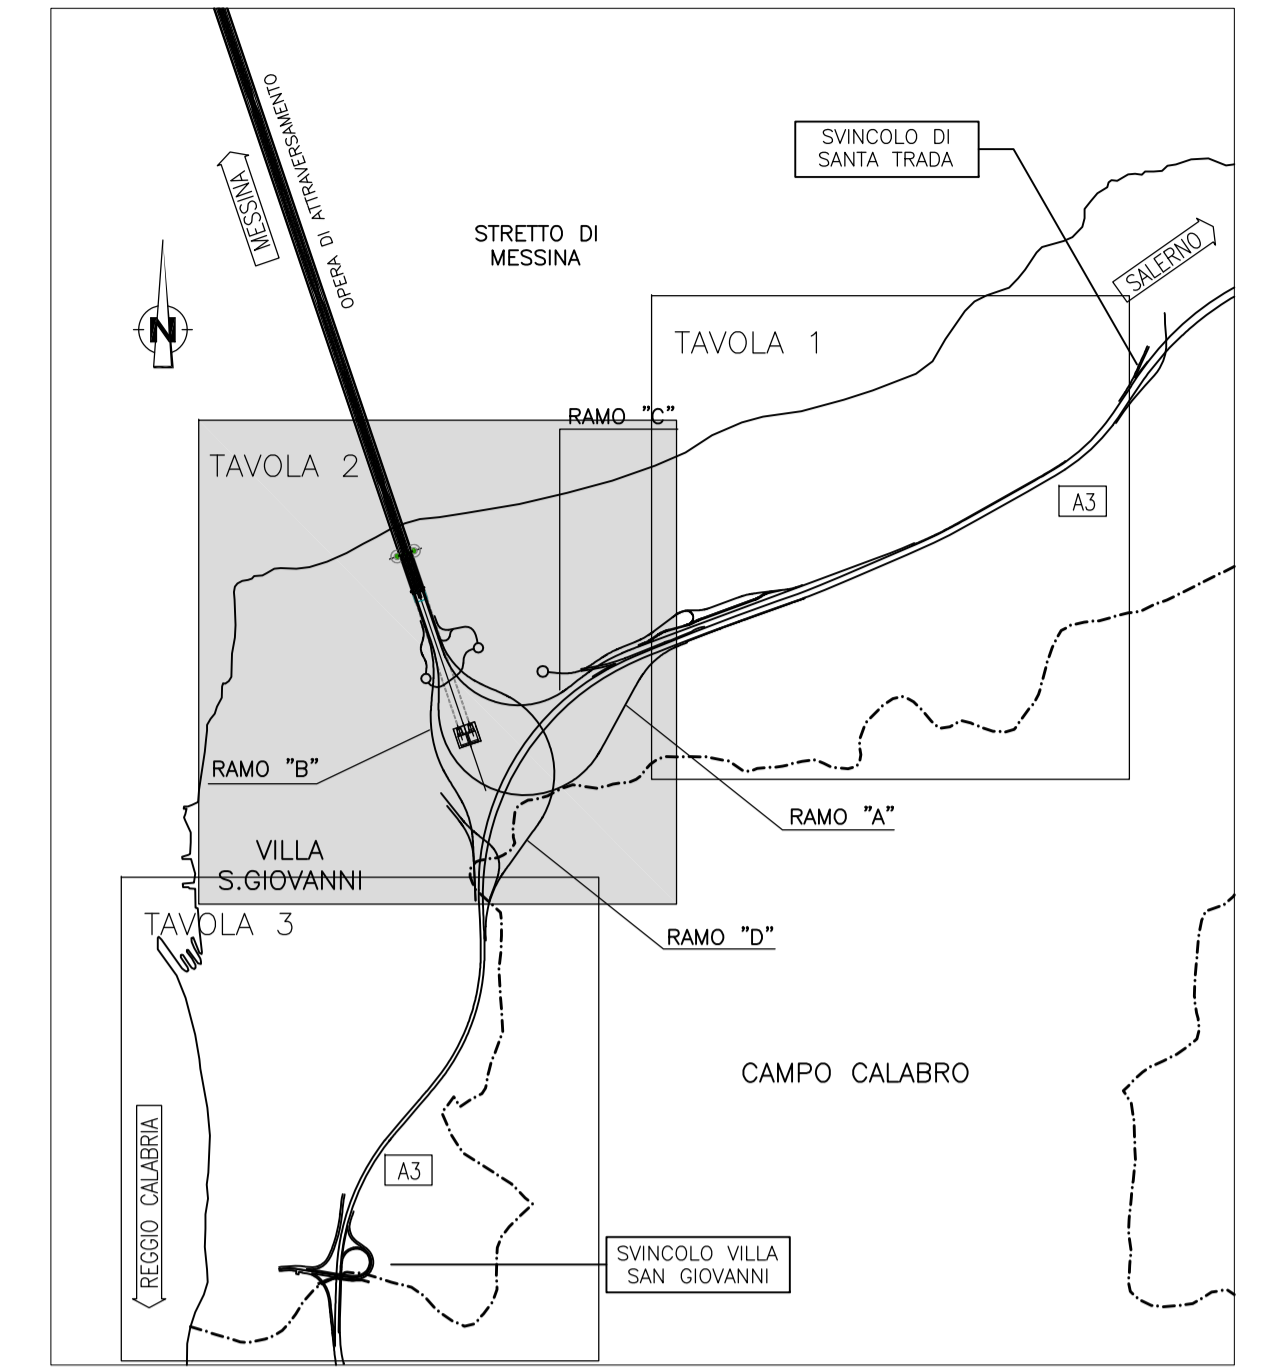 OPERA DI ATTRAVERSAMENTO
MESSINA
SVINCOLO DI
SANTA TRADA
STRETTO DI
MESSINA
SALERNO
N
TAVOLA 1
RAMO "C"
TAVOLA 2
A3
RAMO "B"
RAMO "A"
VILLA
S.GIOVANNI
TAVOLA 3
RAMO "D"
CAMPO CALABRO
REGGIO CALABRIA
A3
SVINCOLO VILLA
SAN GIOVANNI